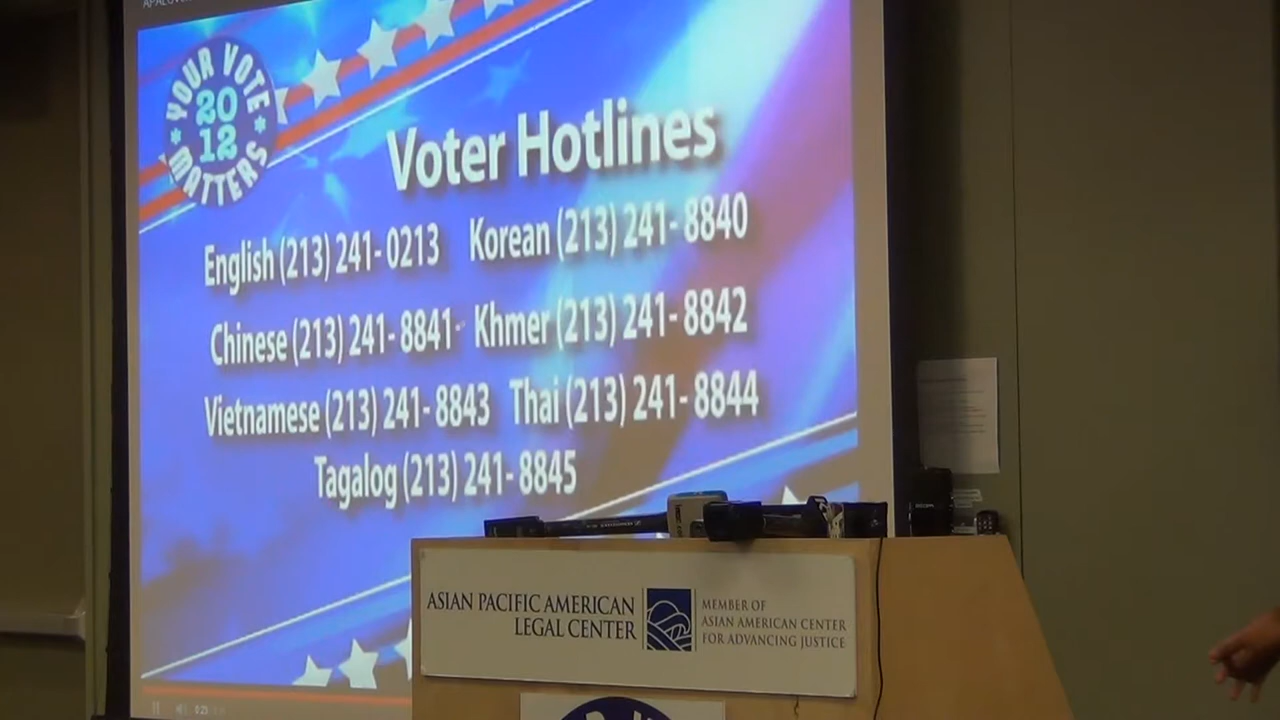 YOUR VOTE
20
12
MATTERS
Voter Hotlines
English (213) 241- 0213 Korean (213) 241- 8840
Chinese (213) 241- 8841 Khmer (213) 241- 8842
Vietnamese (213) 241- 8843 Thai (213) 241- 8844
Tagalog (213) 241- 8845
ASIAN PACIFIC AMERICAN
LEGAL CENTER
MEMBER OF
ASIAN AMERICAN CENTER
FOR ADVANCING JUSTICE